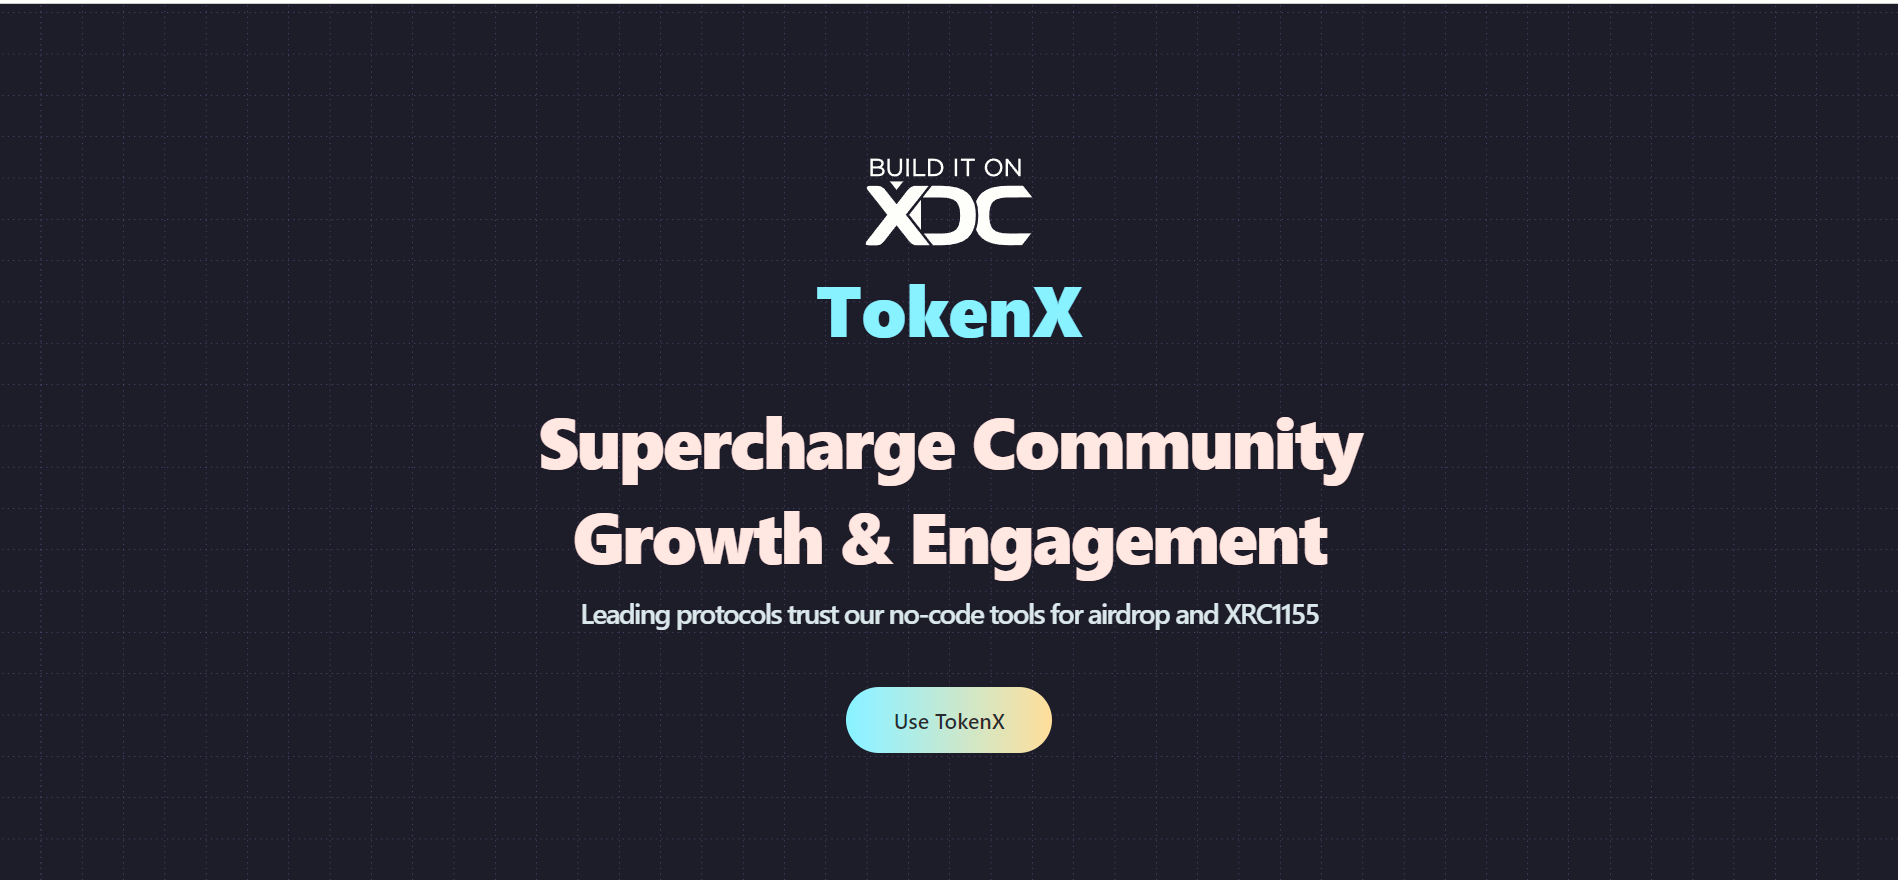 BUILD IT ON
XDC
TokenX
Supercharge Community
Growth & Engagement
Leading protocols trust our no-code tools for airdrop and XRC1155
Use TokenX